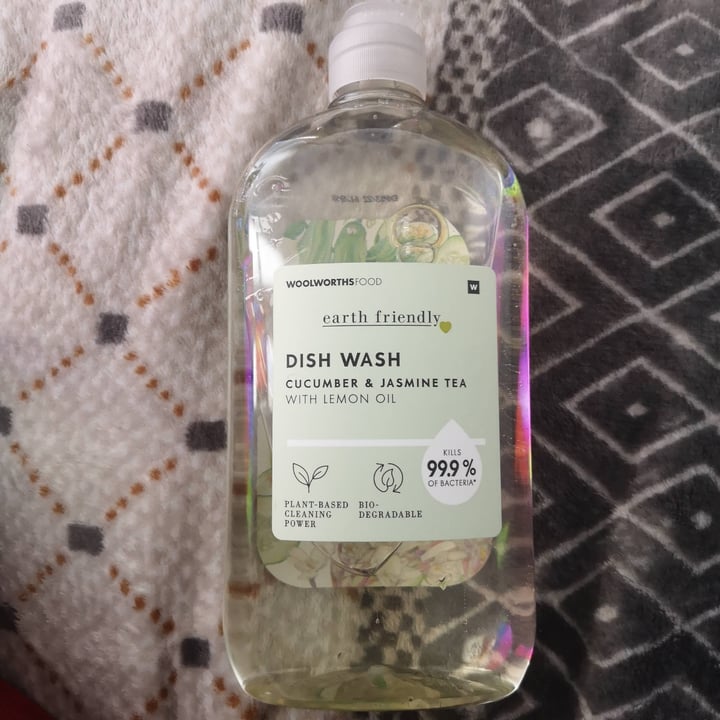 WOOLWORTHSFOOD
W
earth friendly
DISH WASH
CUCUMBER & JASMINE TEA
WITH LEMON OIL
KILLS
99.9%
OF BACTERIA*
PLANT-BASED
CLEANING
POWER
BIO-
DEGRADABLE